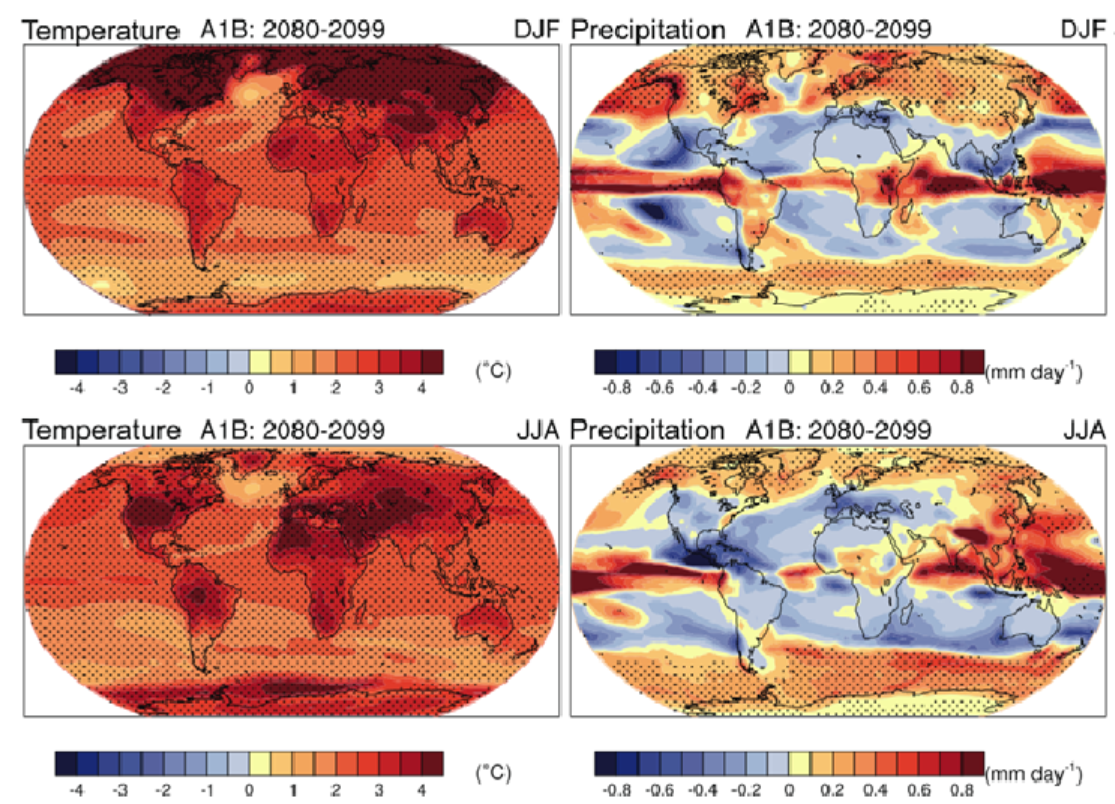 Temperature A1B: 2080-2099 DJF
Precipitation A1B: 2080-2099 DJF
-4 -3 -2 -1 0 1 2 3 4 (°C)
-0.8 -0.6 -0.4 -0.2 0 0.2 0.4 0.6 0.8 (mm day⁻¹)
Temperature A1B: 2080-2099 JJA
Precipitation A1B: 2080-2099 JJA
-4 -3 -2 -1 0 1 2 3 4 (°C)
-0.8 -0.6 -0.4 -0.2 0 0.2 0.4 0.6 0.8 (mm day⁻¹)